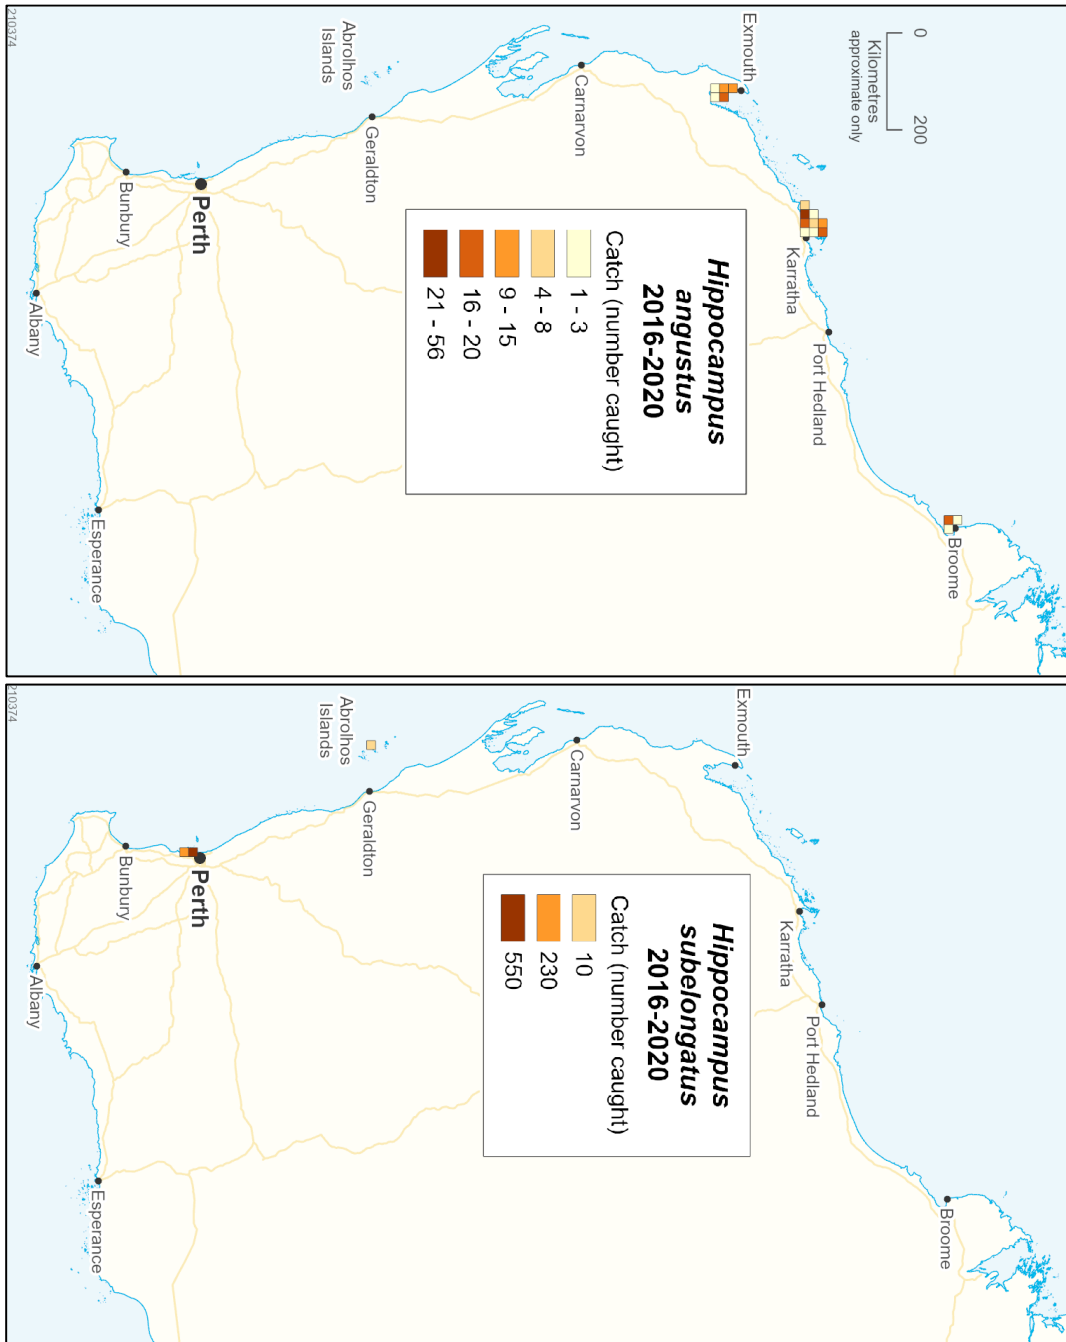 0
200
Kilometres
approximate only
Exmouth
Carnarvon
Abrolhos
Islands
Geraldton
Karratha
Port Hedland
Broome
Perth
Bunbury
Albany
Esperance
Hippocampus
angustus
2016-2020
Catch (number caught)
1 - 3
4 - 8
9 - 15
16 - 20
21 - 56
210374
Exmouth
Carnarvon
Abrolhos
Islands
Geraldton
Karratha
Port Hedland
Broome
Perth
Bunbury
Albany
Esperance
Hippocampus
subelongatus
2016-2020
Catch (number caught)
10
230
550
210374